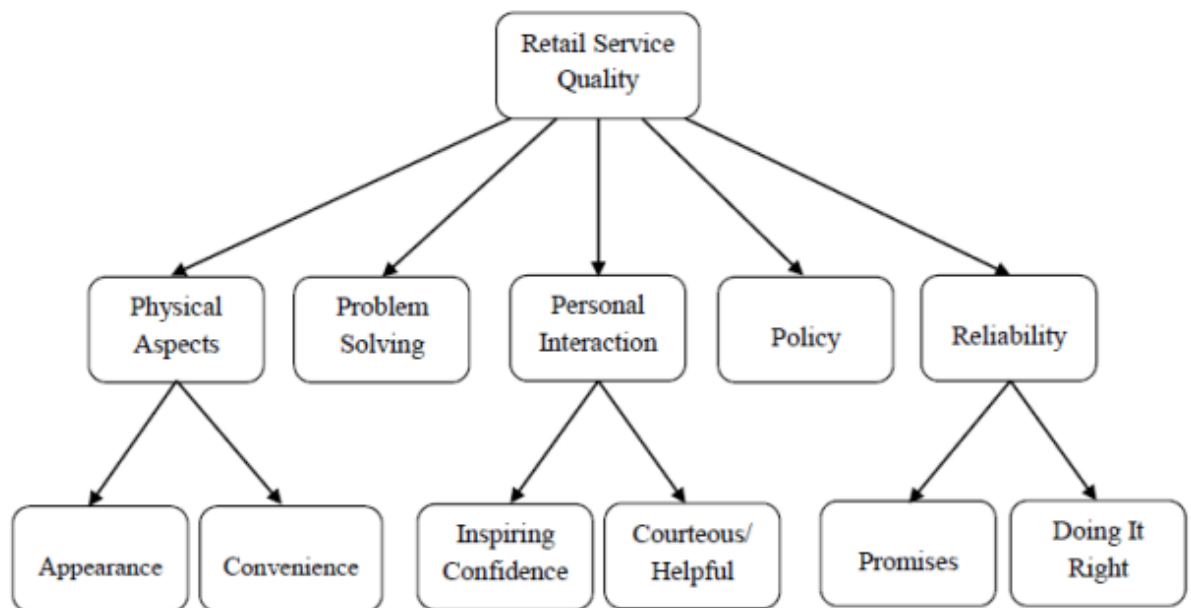 Retail Service
Quality
Physical
Aspects
Problem
Solving
Personal
Interaction
Policy
Reliability
Appearance
Convenience
Inspiring
Confidence
Courteous/
Helpful
Promises
Doing It
Right